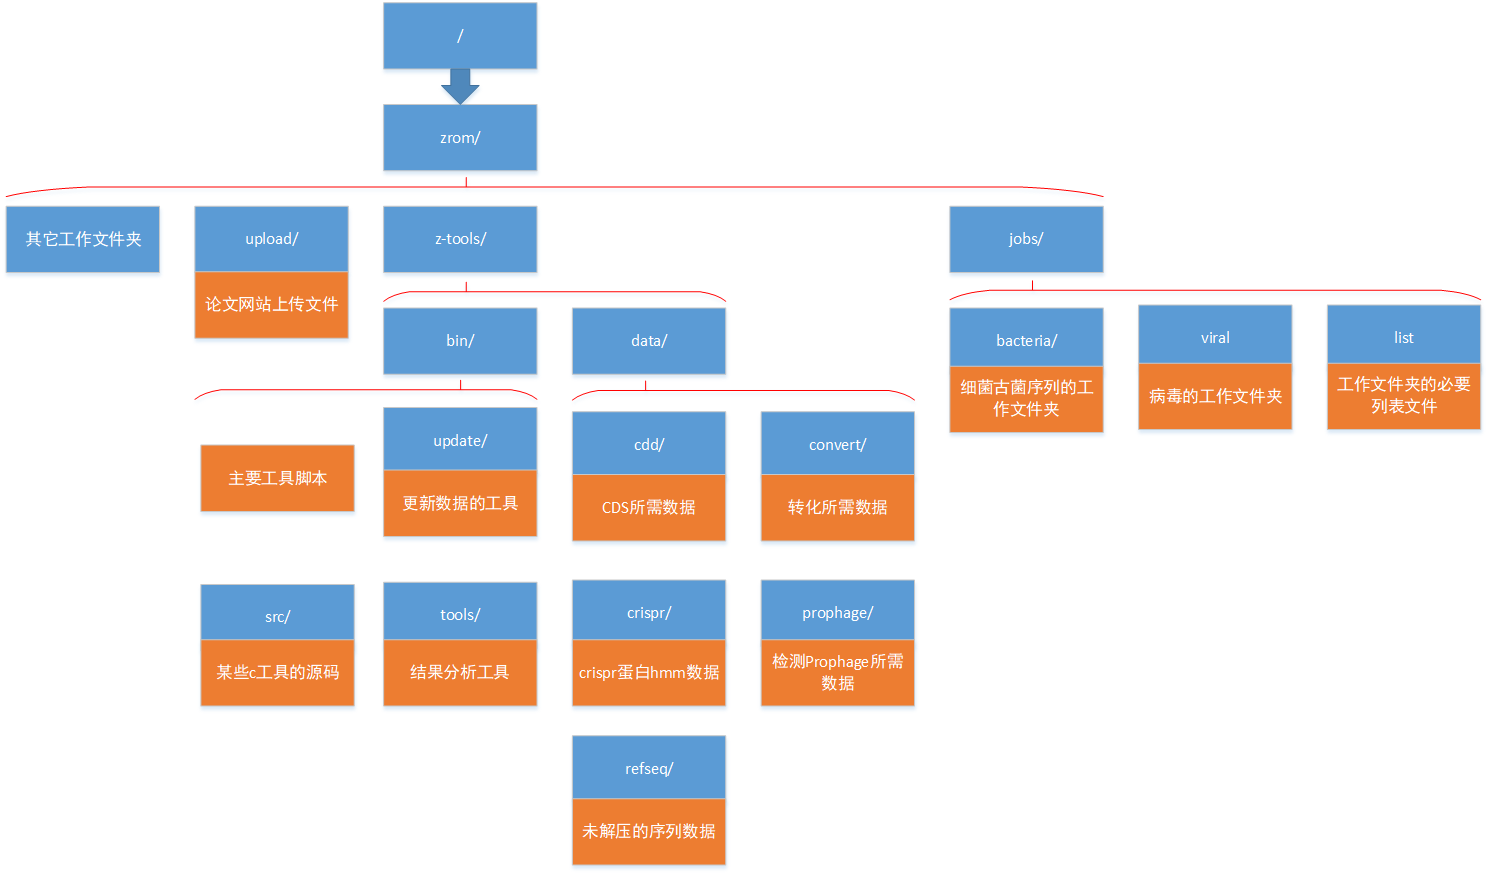 /
zrom/
其它工作文件夹
upload/
论文网站上传文件
z-tools/
jobs/
bin/
data/
bacteria/
细菌古菌序列的工
作文件夹
viral
病毒的工作文件夹
list
工作文件夹的必要
列表文件
主要工具脚本
update/
更新数据的工具
cdd/
CDS所需数据
convert/
转化所需数据
src/
某些c工具的源码
tools/
结果分析工具
crispr/
crispr蛋白hmm数据
prophage/
检测Prophage所需
数据
refseq/
未解压的序列数据